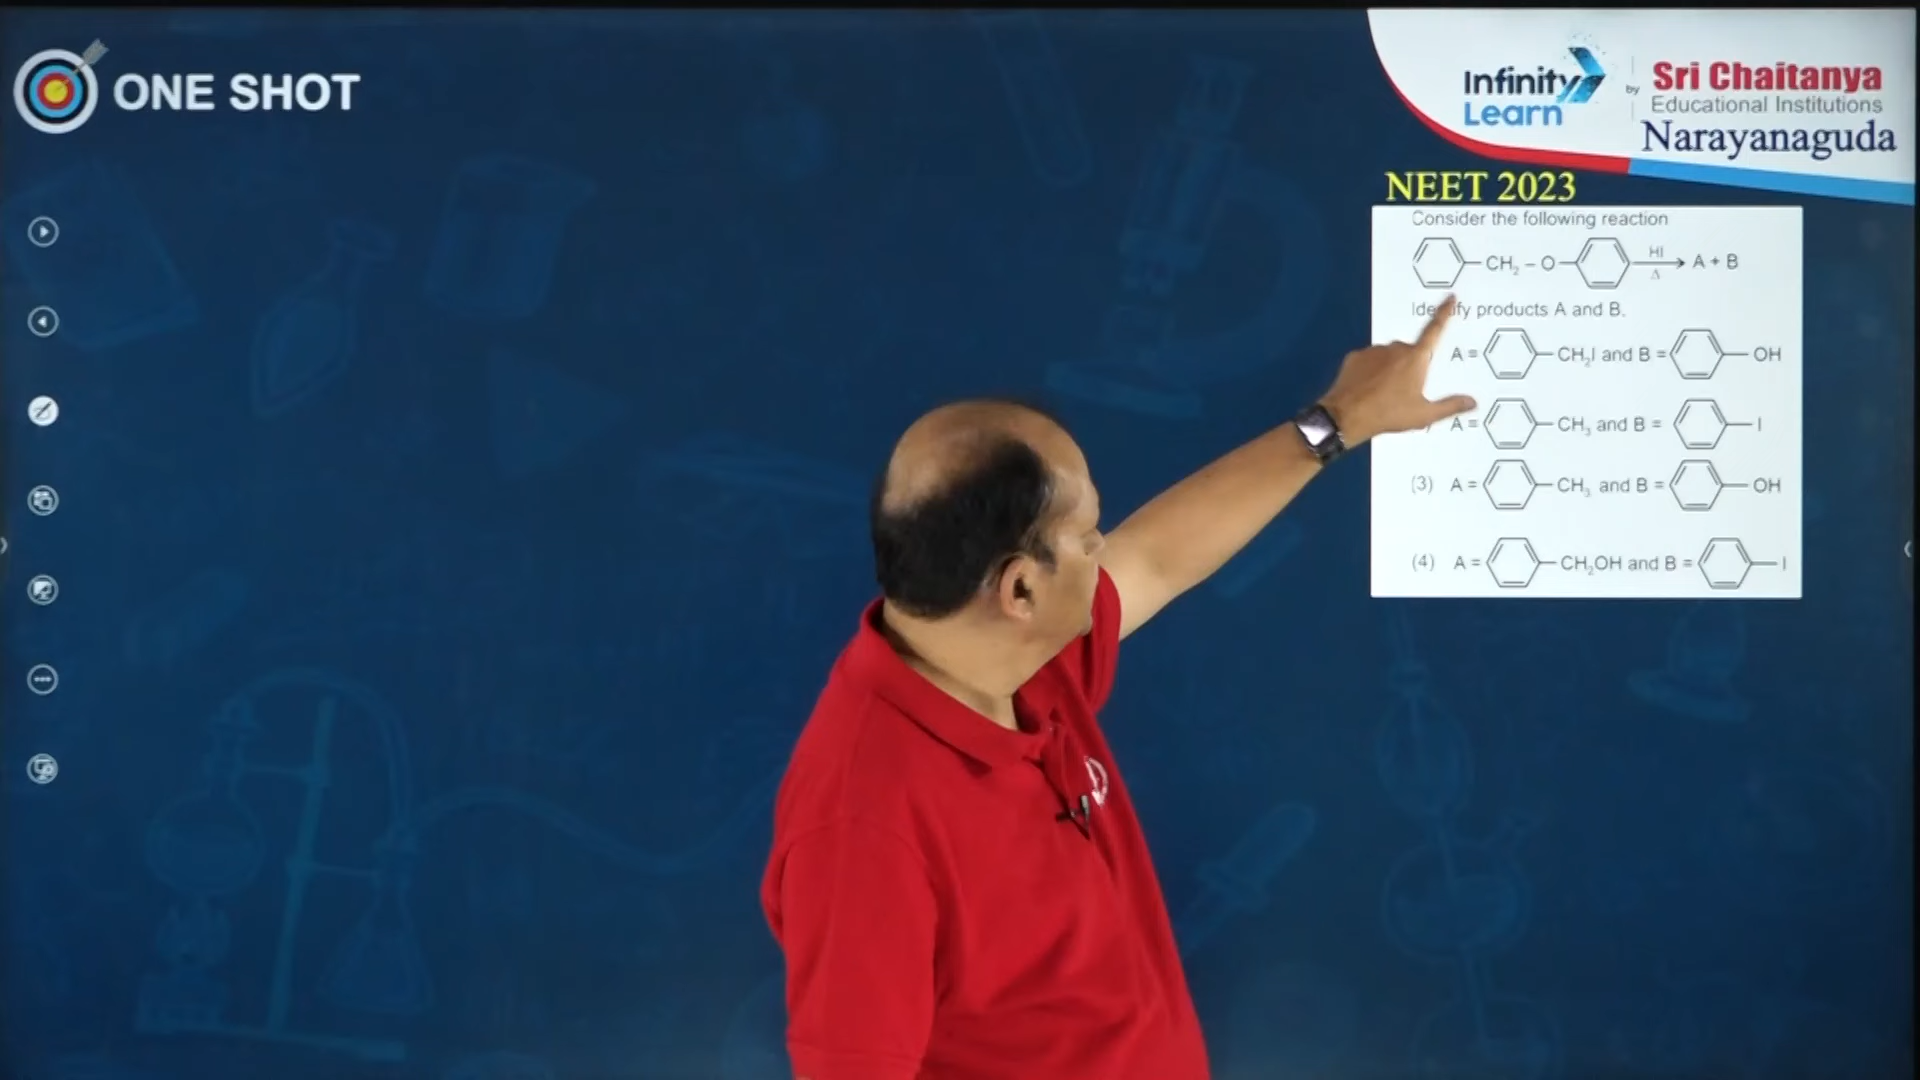 ONE SHOT
Infinity Learn by Sri Chaitanya Educational Institutions
Narayanaguda
NEET 2023
Consider the following reaction
CH₂ – O HI Δ A + B
products A and B.
A = CH₂I and B = OH
A = CH₃ and B = I
(3) A = CH₃ and B = OH
(4) A = CH₂OH and B = I